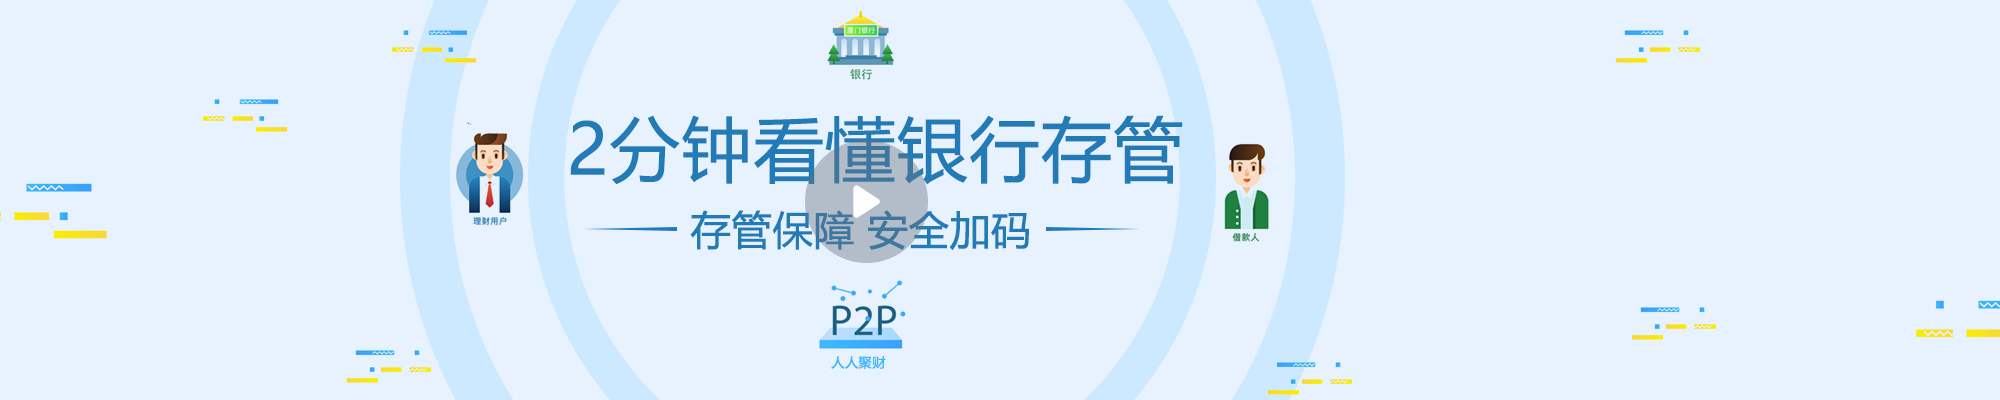 厦门银行
银行
2分钟看懂银行存管
理财用户
存管保障 安全加码
借款人
P2P
人人聚财